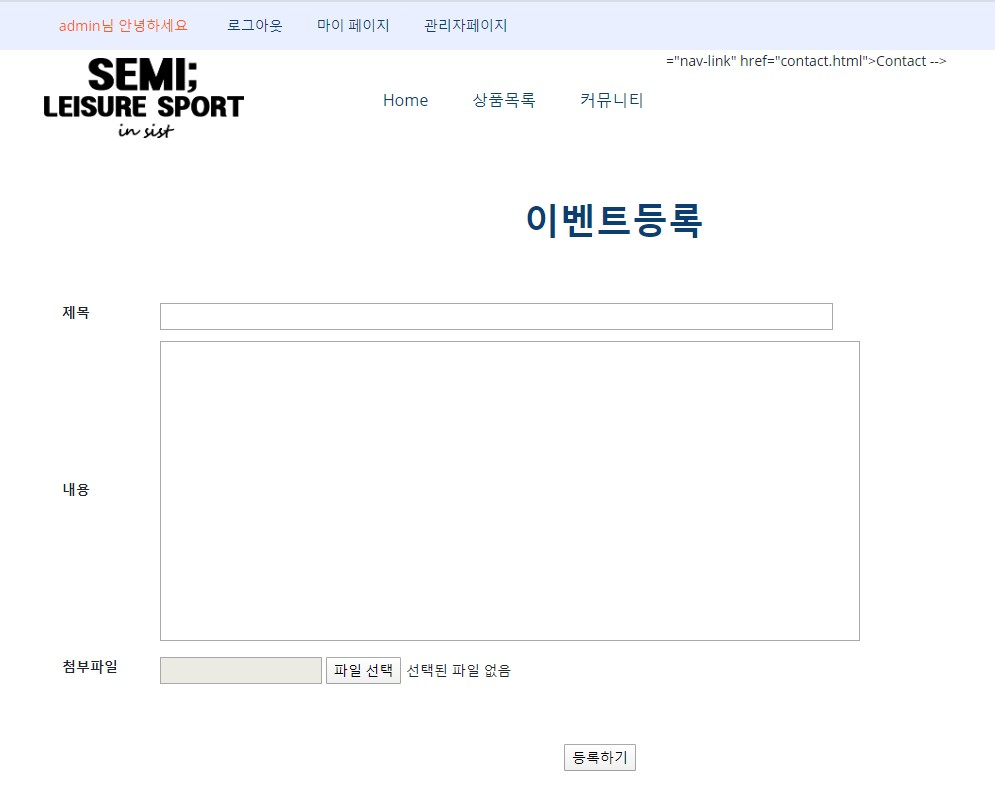 admin님 안녕하세요 로그아웃 마이 페이지 관리자페이지
="nav-link" href="contact.html">Contact -->
SEMI;
LEISURE SPORT
in sist
Home 상품목록 커뮤니티
이벤트등록
제목
내용
첨부파일 파일 선택 선택된 파일 없음
등록하기